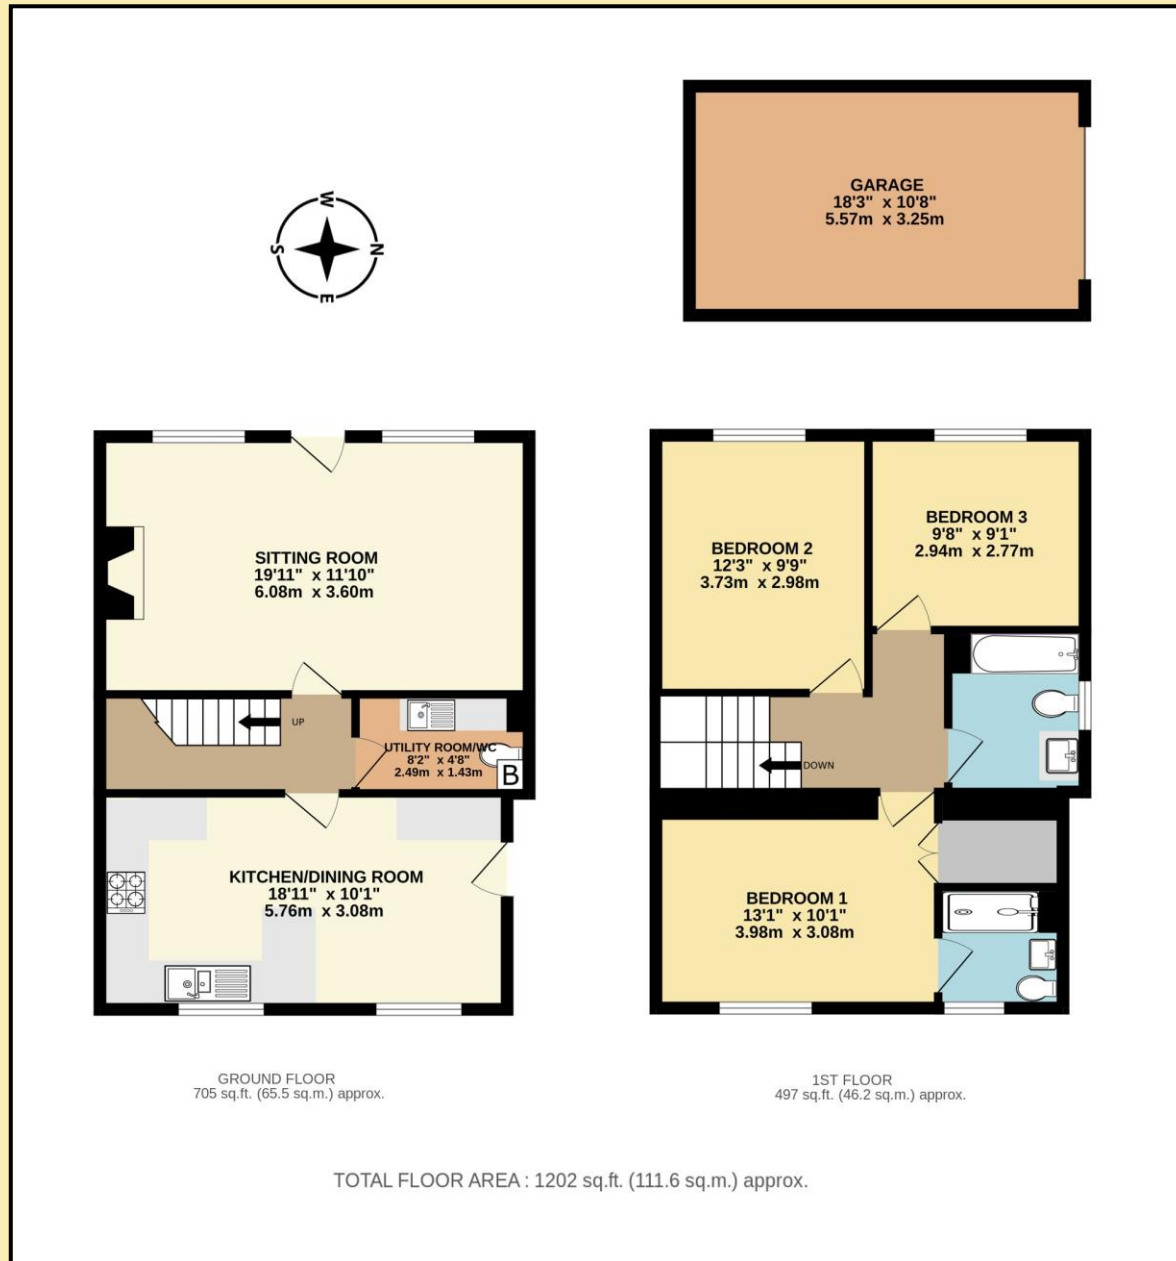 GARAGE
18'3" x 10'8"
5.57m x 3.25m
W
S
N
E
SITTING ROOM
19'11" x 11'10"
6.08m x 3.60m
UP
UTILITY ROOM/WC
8'2" x 4'8"
2.49m x 1.43m
B
KITCHEN/DINING ROOM
18'11" x 10'1"
5.76m x 3.08m
BEDROOM 2
12'3" x 9'9"
3.73m x 2.98m
BEDROOM 3
9'8" x 9'1"
2.94m x 2.77m
DOWN
BEDROOM 1
13'1" x 10'1"
3.98m x 3.08m
GROUND FLOOR
705 sq.ft. (65.5 sq.m.) approx.
1ST FLOOR
497 sq.ft. (46.2 sq.m.) approx.
TOTAL FLOOR AREA : 1202 sq.ft. (111.6 sq.m.) approx.